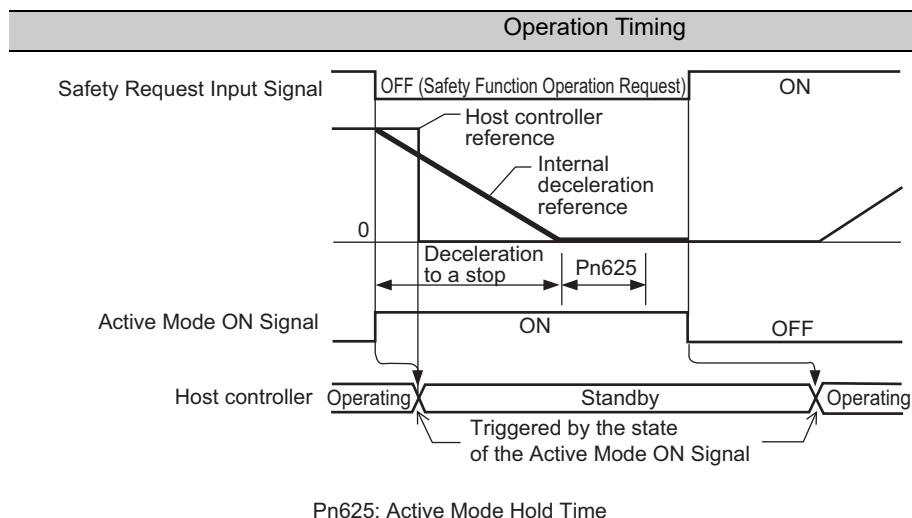 Operation Timing
Safety Request Input Signal
OFF (Safety Function Operation Request)
ON
Host controller
reference
Internal
deceleration
reference
0
Deceleration
to a stop
Pn625
Active Mode ON Signal
ON
OFF
Host controller
Operating
Standby
Operating
Triggered by the state
of the Active Mode ON Signal
Pn625: Active Mode Hold Time